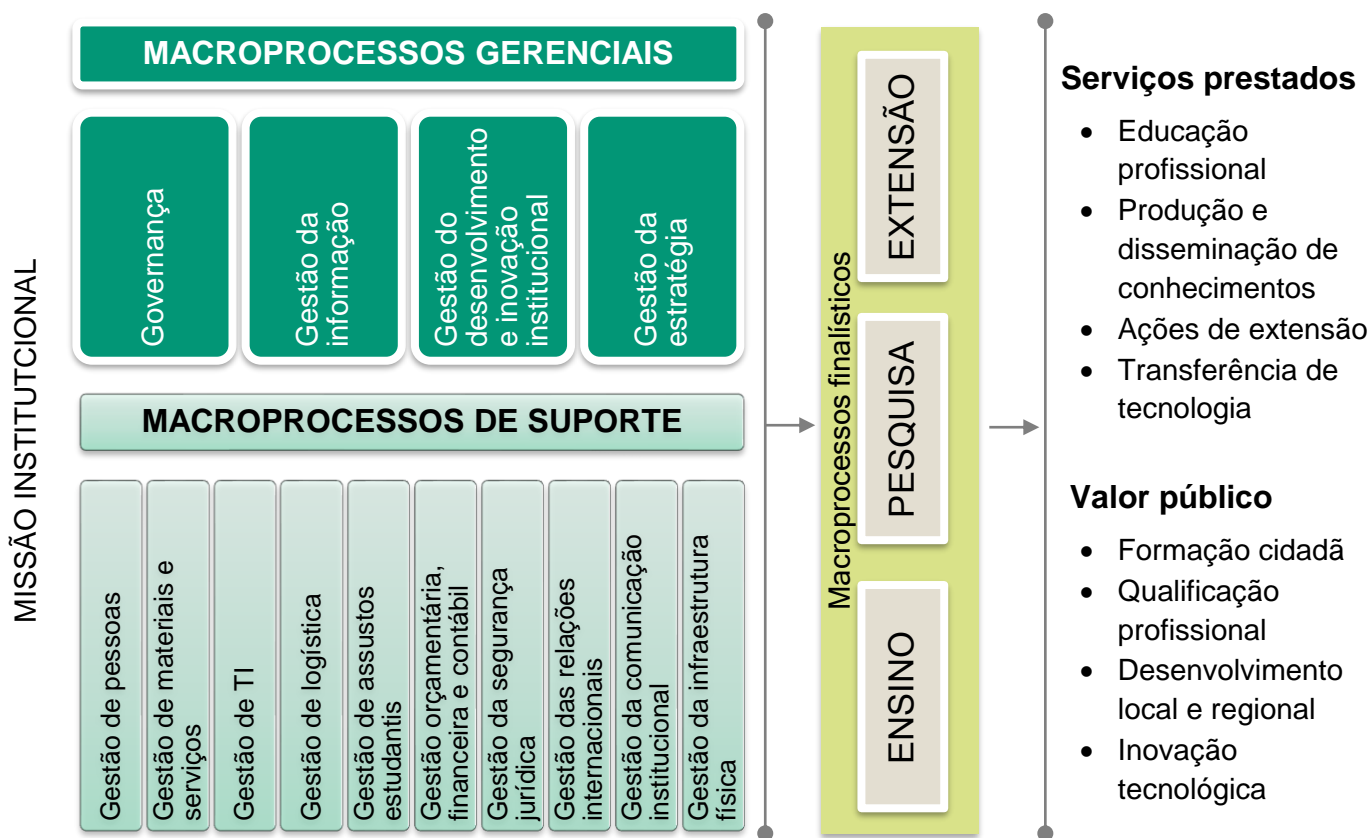 MISSÃO INSTITUTCIONAL
MACROPROCESSOS GERENCIAIS
Governança
Gestão da
informação
Gestão do
desenvolvimento
e inovação
institucional
Gestão da
estratégia
MACROPROCESSOS DE SUPORTE
Gestão de pessoas
Gestão de materiais e
serviços
Gestão de TI
Gestão de logística
Gestão de assustos
estudantis
Gestão orçamentária,
financeira e contábil
Gestão da segurança
jurídica
Gestão das relações
internacionais
Gestão da comunicação
institucional
Gestão da infraestrutura
física
Macroprocessos finalísticos
EXTENSÃO
PESQUISA
ENSINO
Serviços prestados
• Educação
profissional
• Produção e
disseminação de
conhecimentos
• Ações de extensão
• Transferência de
tecnologia
Valor público
• Formação cidadã
• Qualificação
profissional
• Desenvolvimento
local e regional
• Inovação
tecnológica